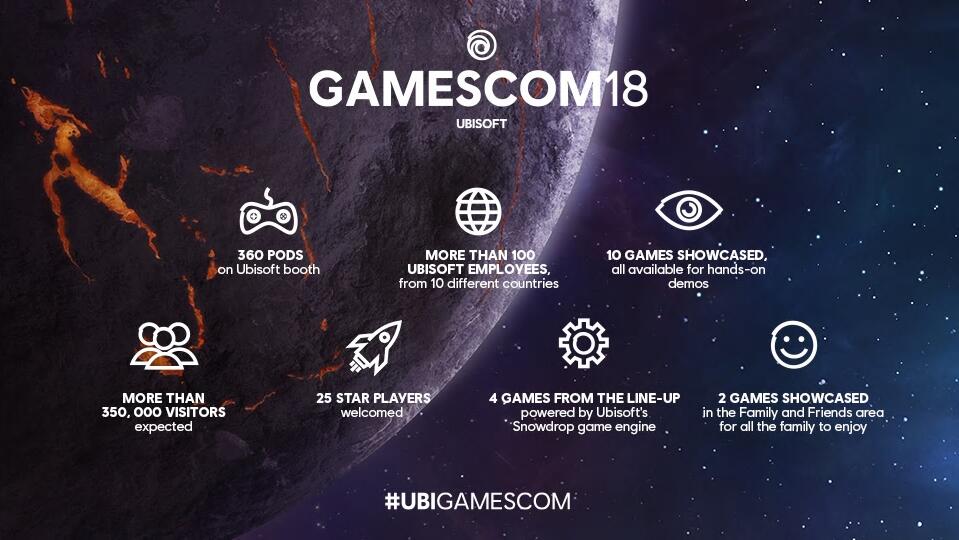 GAMESCOM18
UBISOFT
360 PODS
on Ubisoft booth
MORE THAN 100
UBISOFT EMPLOYEES,
from 10 different countries
10 GAMES SHOWCASED,
all available for hands-on
demos
MORE THAN
350, 000 VISITORS
expected
25 STAR PLAYERS
welcomed
4 GAMES FROM THE LINE-UP
powered by Ubisoft's
Snowdrop game engine
2 GAMES SHOWCASED
in the Family and Friends area
for all the family to enjoy
#UBIGAMESCOM